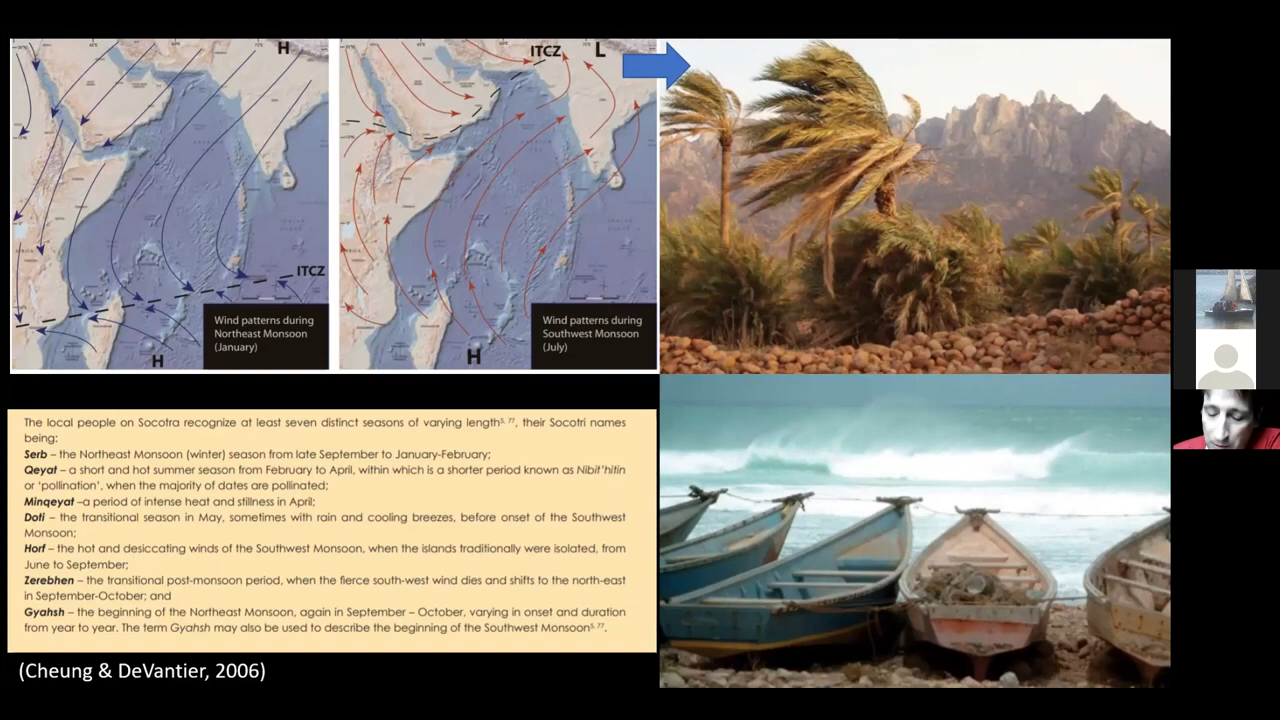 H
ITCZ
Wind patterns during
Northeast Monsoon
(January)
H
ITCZ
L
Wind patterns during
Southwest Monsoon
(July)
H
The local people on Socotra recognize at least seven distinct seasons of varying length5, 77, their Socotri names
being:
Serb – the Northeast Monsoon (winter) season from late September to January-February;
Qeyat – a short and hot summer season from February to April, within which is a shorter period known as Nibit'hitin
or 'pollination', when the majority of dates are pollinated;
Minqeyat –a period of intense heat and stillness in April;
Doti – the transitional season in May, sometimes with rain and cooling breezes, before onset of the Southwest
Monsoon;
Horf – the hot and desiccating winds of the Southwest Monsoon, when the islands traditionally were isolated, from
June to September;
Zerebhen – the transitional post-monsoon period, when the fierce south-west wind dies and shifts to the north-east
in September-October; and
Gyahsh – the beginning of the Northeast Monsoon, again in September – October, varying in onset and duration
from year to year. The term Gyahsh may also be used to describe the beginning of the Southwest Monsoon5, 77.
(Cheung & DeVantier, 2006)